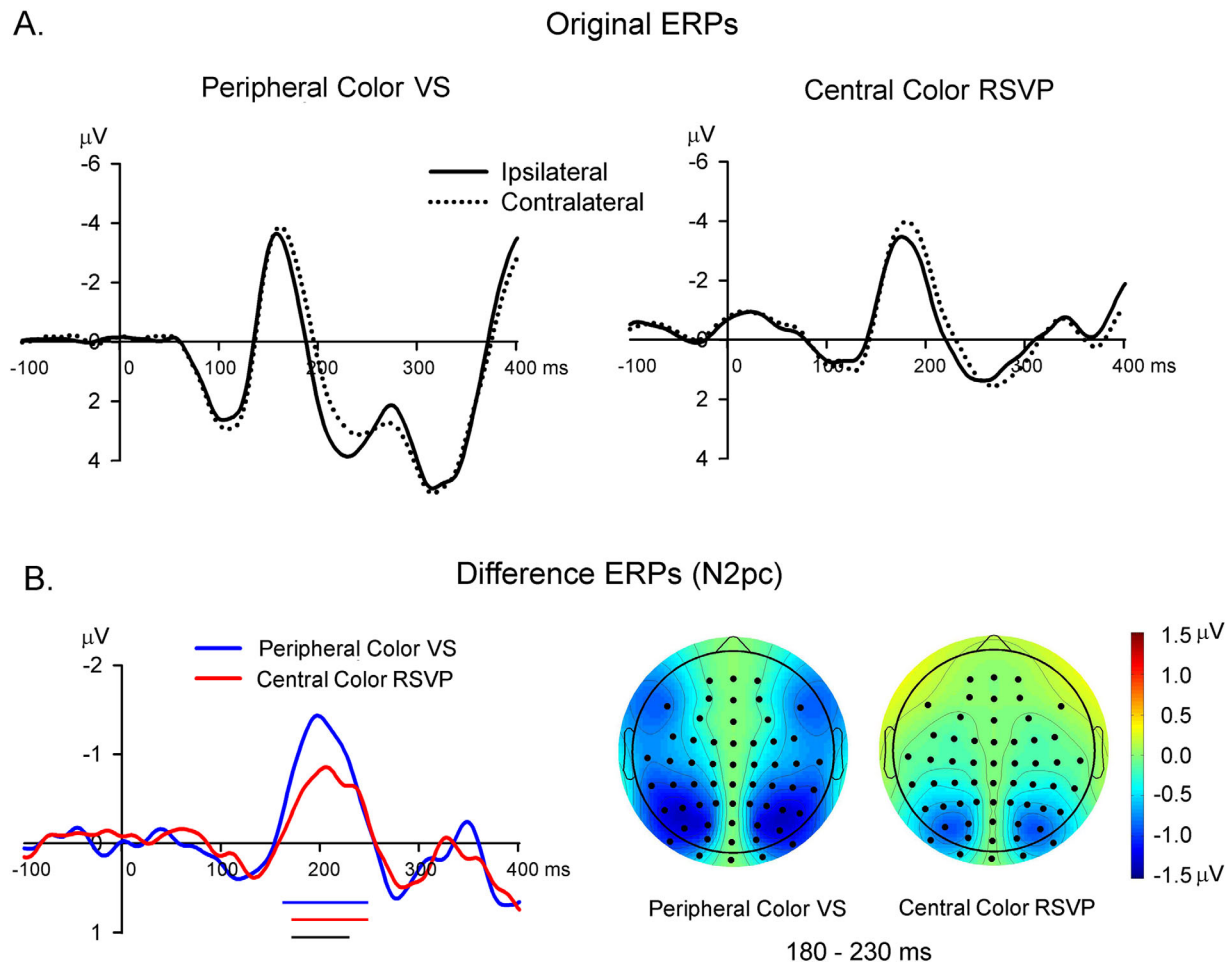 A.
Original ERPs
Peripheral Color VS
Central Color RSVP
μV
-6
-4
-2
0
2
4
-100
0
100
200
300
400 ms
Ipsilateral
Contralateral
μV
-6
-4
-2
0
2
4
-100
0
100
200
300
400 ms
B.
Difference ERPs (N2pc)
μV
-2
-1
0
1
-100
0
100
200
300
400 ms
Peripheral Color VS
Central Color RSVP
1.5 μV
1.0
0.5
0.0
-0.5
-1.0
-1.5 μV
Peripheral Color VS
Central Color RSVP
180 - 230 ms